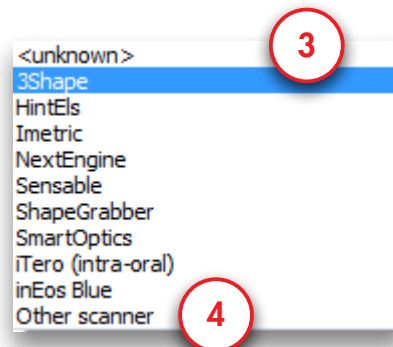 <unknown>
3
3Shape
HintEls
Imetric
NextEngine
Sensable
ShapeGrabber
SmartOptics
iTero (intra-oral)
inEos Blue
Other scanner
4